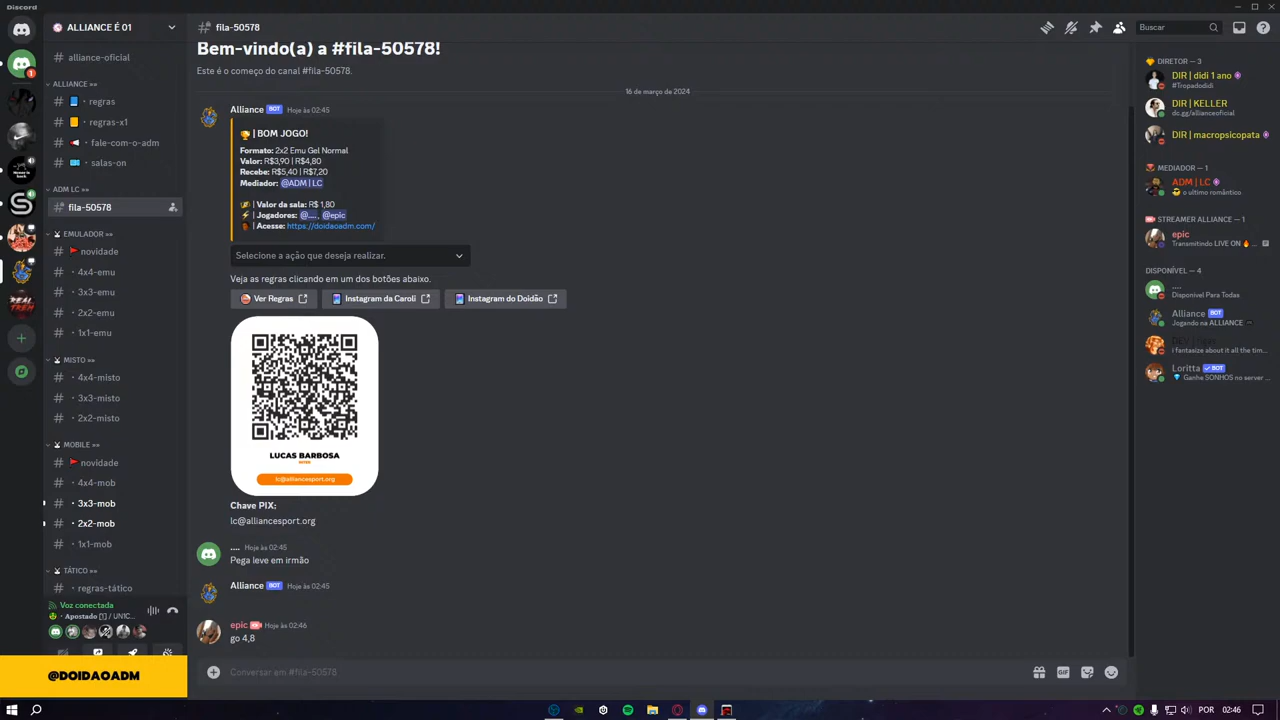 Discord
ALLIANCE É 01
alliance-oficial
ALLIANCE »»
regras
regras-x1
fale-com-o-adm
salas-on
ADM LC »»
fila-50578
EMULADOR »»
novidade
4x4-emu
3x3-emu
2x2-emu
1x1-emu
MISTO »»
4x4-misto
3x3-misto
2x2-misto
MOBILE »»
novidade
4x4-mob
3x3-mob
2x2-mob
1x1-mob
TÁTICO »»
regras-tático
Voz conectada
Apostado [1] / UN1C...
@DOIDAOADM
fila-50578
Buscar
Bem-vindo(a) a #fila-50578!
Este é o começo do canal #fila-50578.
16 de março de 2024
Alliance BOT Hoje às 02:45
| BOM JOGO!
Formato: 2x2 Emu Gel Normal
Valor: R$3,90 | R$4,80
Recebe: R$5,40 | R$7,20
Mediador: @ADM | LC
| Valor da sala: R$ 1,80
| Jogadores: @...., @epic
| Acesse: https://doidaoadm.com/
Selecione a ação que deseja realizar.
Veja as regras clicando em um dos botões abaixo.
Ver Regras
Instagram da Caroli
Instagram do Doidão
LUCAS BARBOSA
INTER
lc@alliancesport.org
Chave PIX:
lc@alliancesport.org
.... Hoje às 02:45
Pega leve em irmão
Alliance BOT Hoje às 02:45
epic Hoje às 02:46
go 4,8
Conversar em #fila-50578
GIF
DIRETOR — 3
DIR | didi 1 ano
#Tropadodidi
DIR | KELLER
dc.gg/allianceoficial
DIR | macropsicopata
MEDIADOR — 1
ADM | LC
o ultimo romântico
STREAMER ALLIANCE — 1
epic
Transmitindo LIVE ON
DISPONÍVEL — 4
....
Disponivel Para Todas
Alliance BOT
Jogando na ALLIANCE
i fantasize about it all the tim...
Loritta BOT
Ganhe SONHOS no server ...
POR 02:46